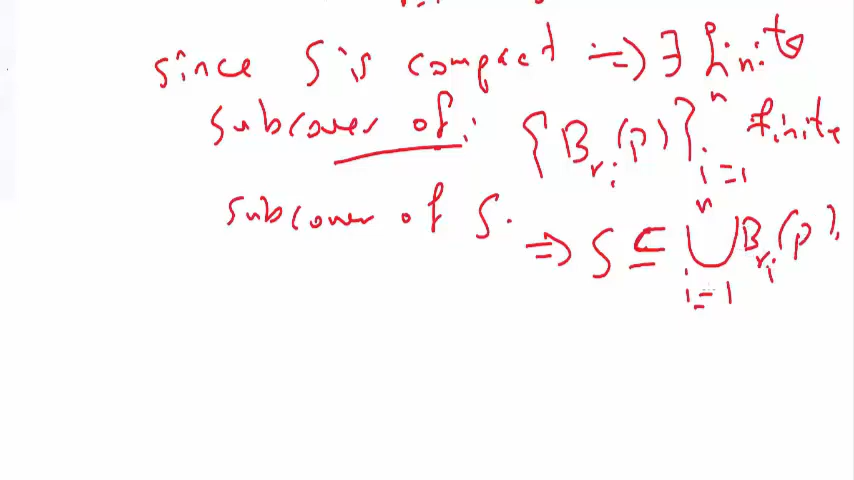 since S is compact ⇒ ∃ finite
subcover of: {B_{r_i}(p)}_{i=1}^n finite
subcover of S.
⇒ S ⊆ ⋃_{i=1}^n B_{r_i}(p).